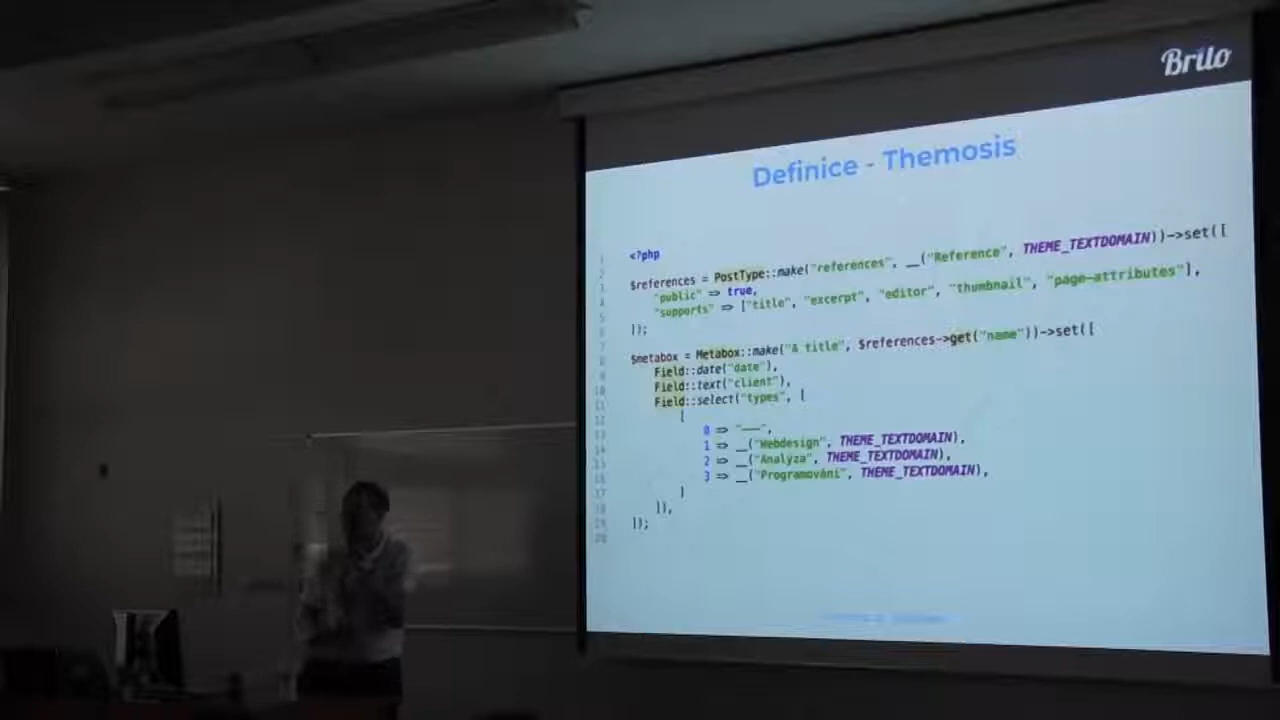 Brilo
Definice - Themosis
<?php
$references = PostType::make("references", __("Reference", THEME_TEXTDOMAIN))->set([
"public" => true,
"supports" => ["title", "excerpt", "editor", "thumbnail", "page-attributes"],
]);
$metabox = Metabox::make("& title", $references->get("name"))->set([
Field::date("date"),
Field::text("client"),
Field::select("types", [
[
0 => "---",
1 => __("Webdesign", THEME_TEXTDOMAIN),
2 => __("Analýza", THEME_TEXTDOMAIN),
3 => __("Programování", THEME_TEXTDOMAIN),
]
]),
]);